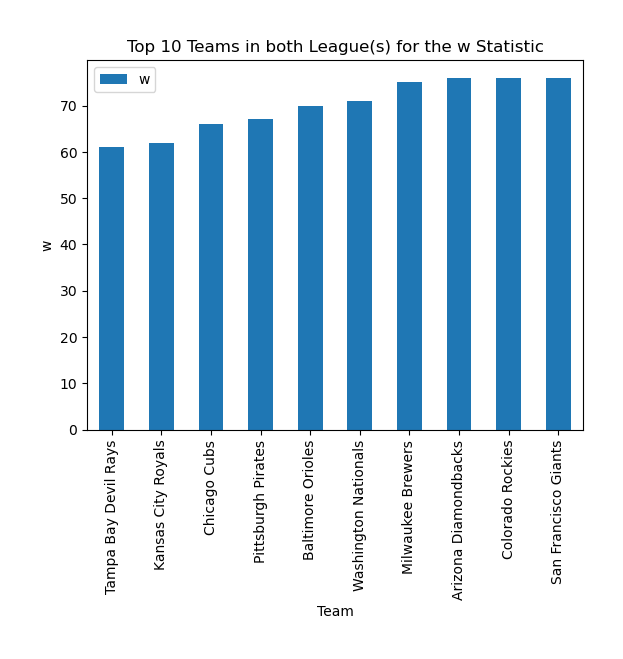 Top 10 Teams in both League(s) for the w Statistic
w
70
60
50
40
30
20
10
0
w
Tampa Bay Devil Rays
Kansas City Royals
Chicago Cubs
Pittsburgh Pirates
Baltimore Orioles
Washington Nationals
Milwaukee Brewers
Arizona Diamondbacks
Colorado Rockies
San Francisco Giants
Team